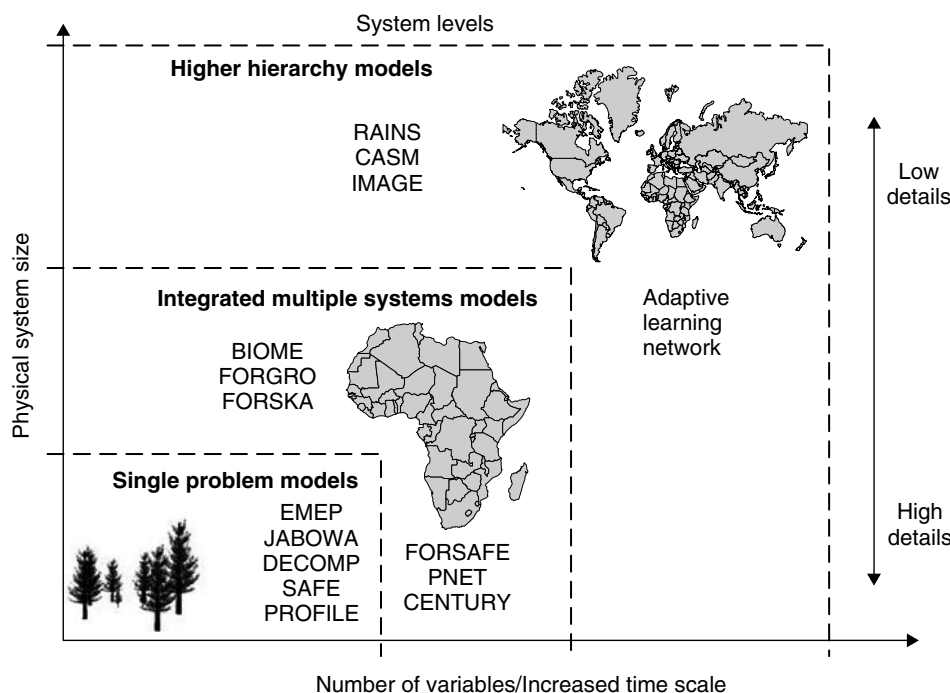 System levels
Higher hierarchy models
RAINS
CASM
IMAGE
Low
details
Physical system size
Integrated multiple systems models
Adaptive
learning
network
BIOME
FORGRO
FORSKA
Single problem models
EMEP
JABOWA
DECOMP
SAFE
PROFILE
FORSAFE
PNET
CENTURY
High
details
Number of variables/Increased time scale